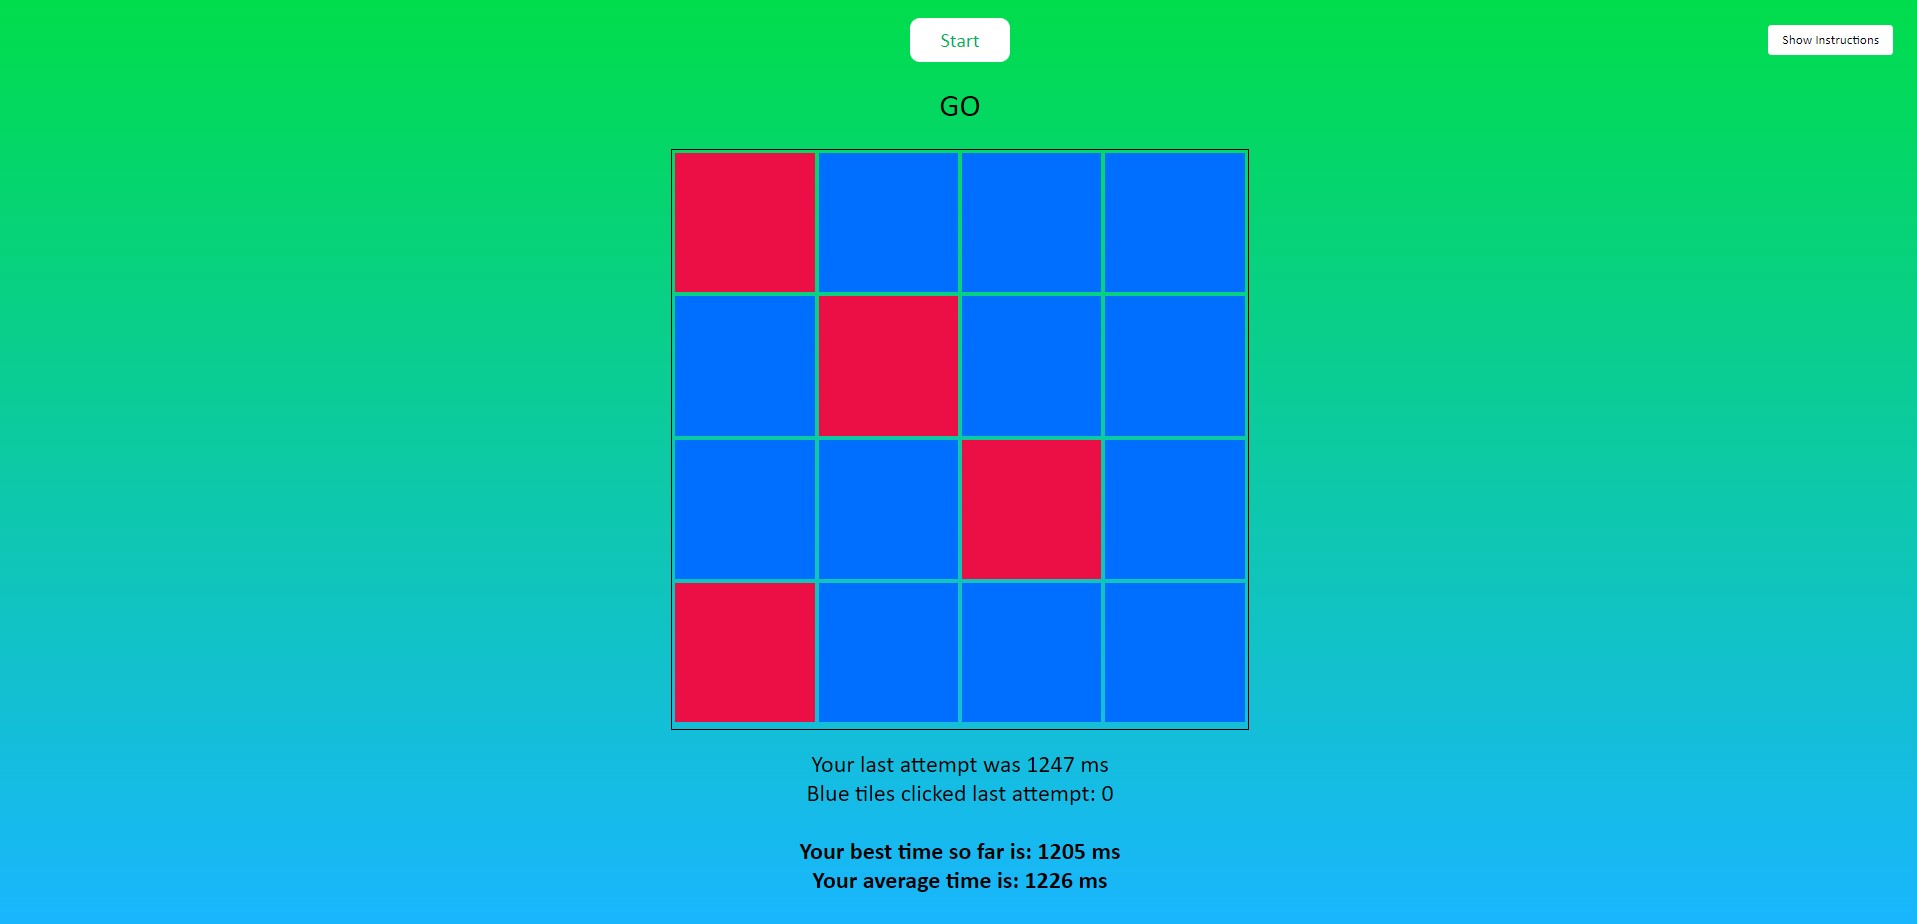 Start
Show Instructions
GO
Your last attempt was 1247 ms
Blue tiles clicked last attempt: 0
Your best time so far is: 1205 ms
Your average time is: 1226 ms